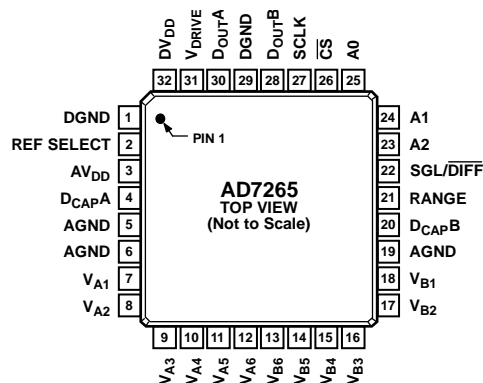 DVDD
VDRIVE
DOUTA
DGND
DOUTB
SCLK
CS
A0
32 31 30 29 28 27 26 25
DGND 1
REF SELECT 2
AVDD 3
DCAPA 4
AGND 5
AGND 6
VA1 7
VA2 8
PIN 1
AD7265
TOP VIEW
(Not to Scale)
24 A1
23 A2
22 SGL/DIFF
21 RANGE
20 DCAPB
19 AGND
18 VB1
17 VB2
9 10 11 12 13 14 15 16
VA3
VA4
VA5
VA6
VB6
VB5
VB4
VB3